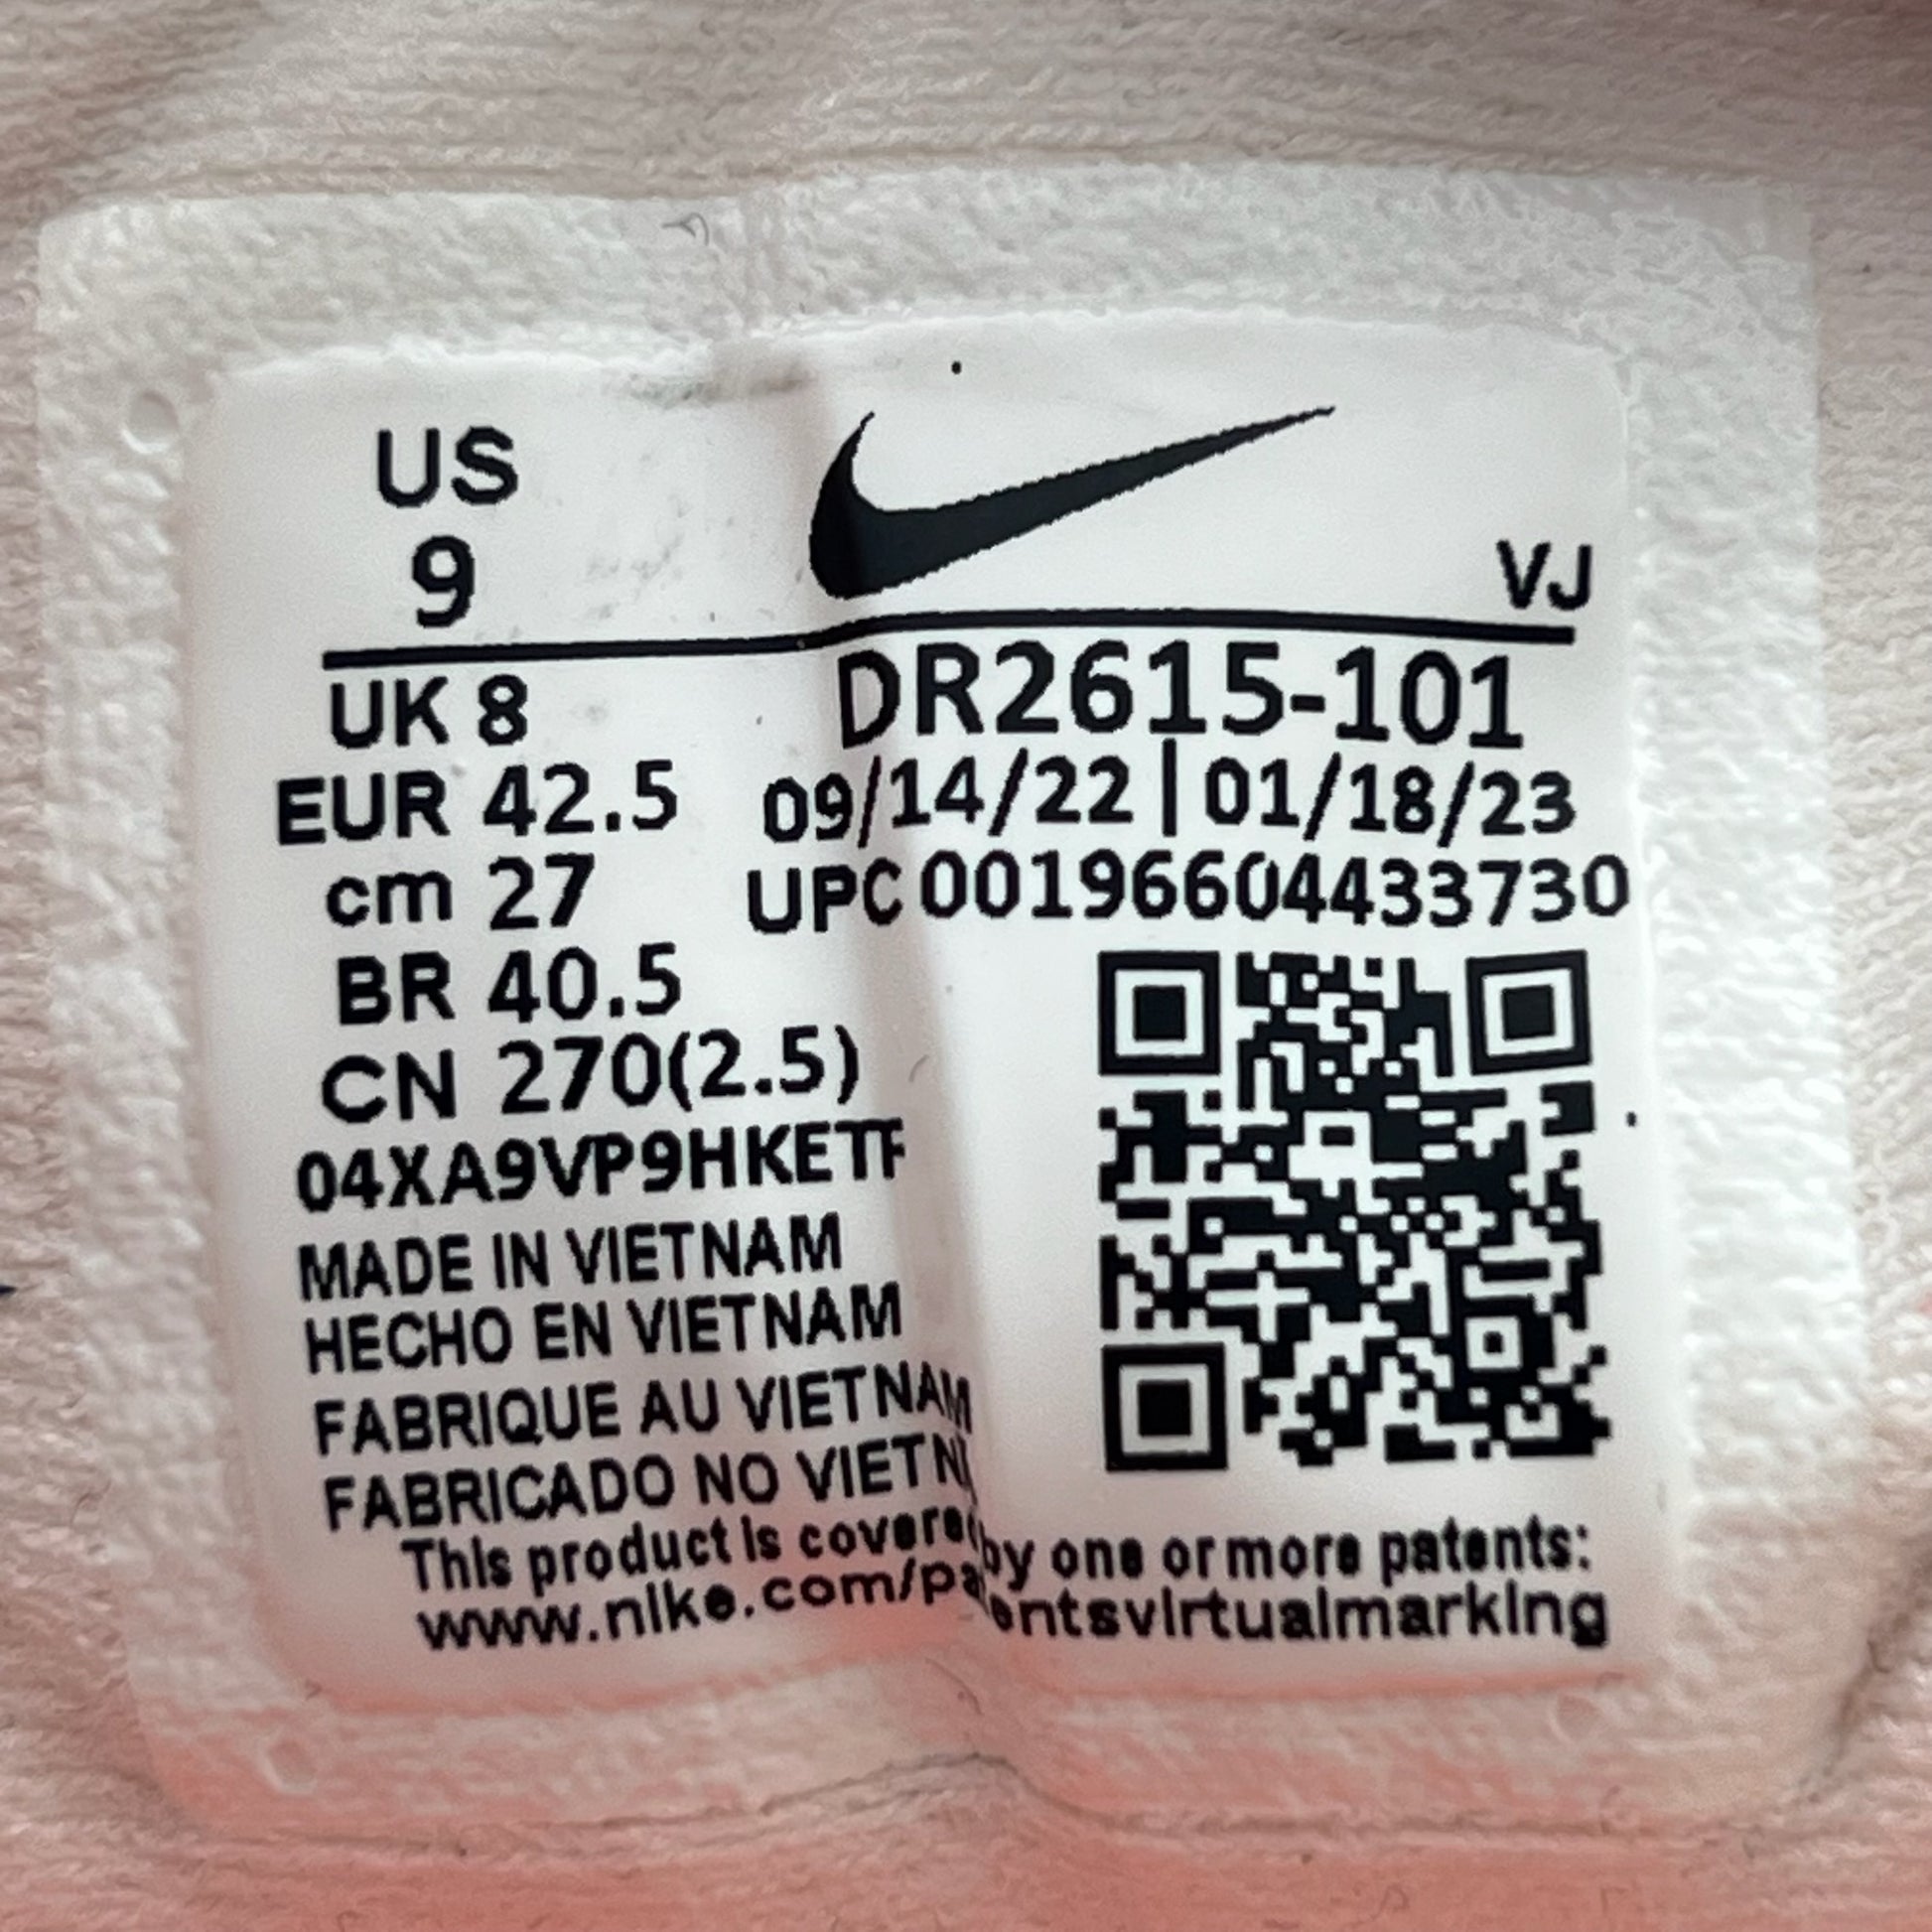 US
9
VJ
UK 8
DR2615-101
EUR 42.5
09/14/22 | 01/18/23
cm 27
UPC 00196604433730
BR 40.5
CN 270(2.5)
04XA9VP9HKETF
MADE IN VIETNAM
HECHO EN VIETNAM
FABRIQUE AU VIETNAM
FABRICADO NO
This product is covered by one or more patents:
www.nike.com/patentsvirtualmarking